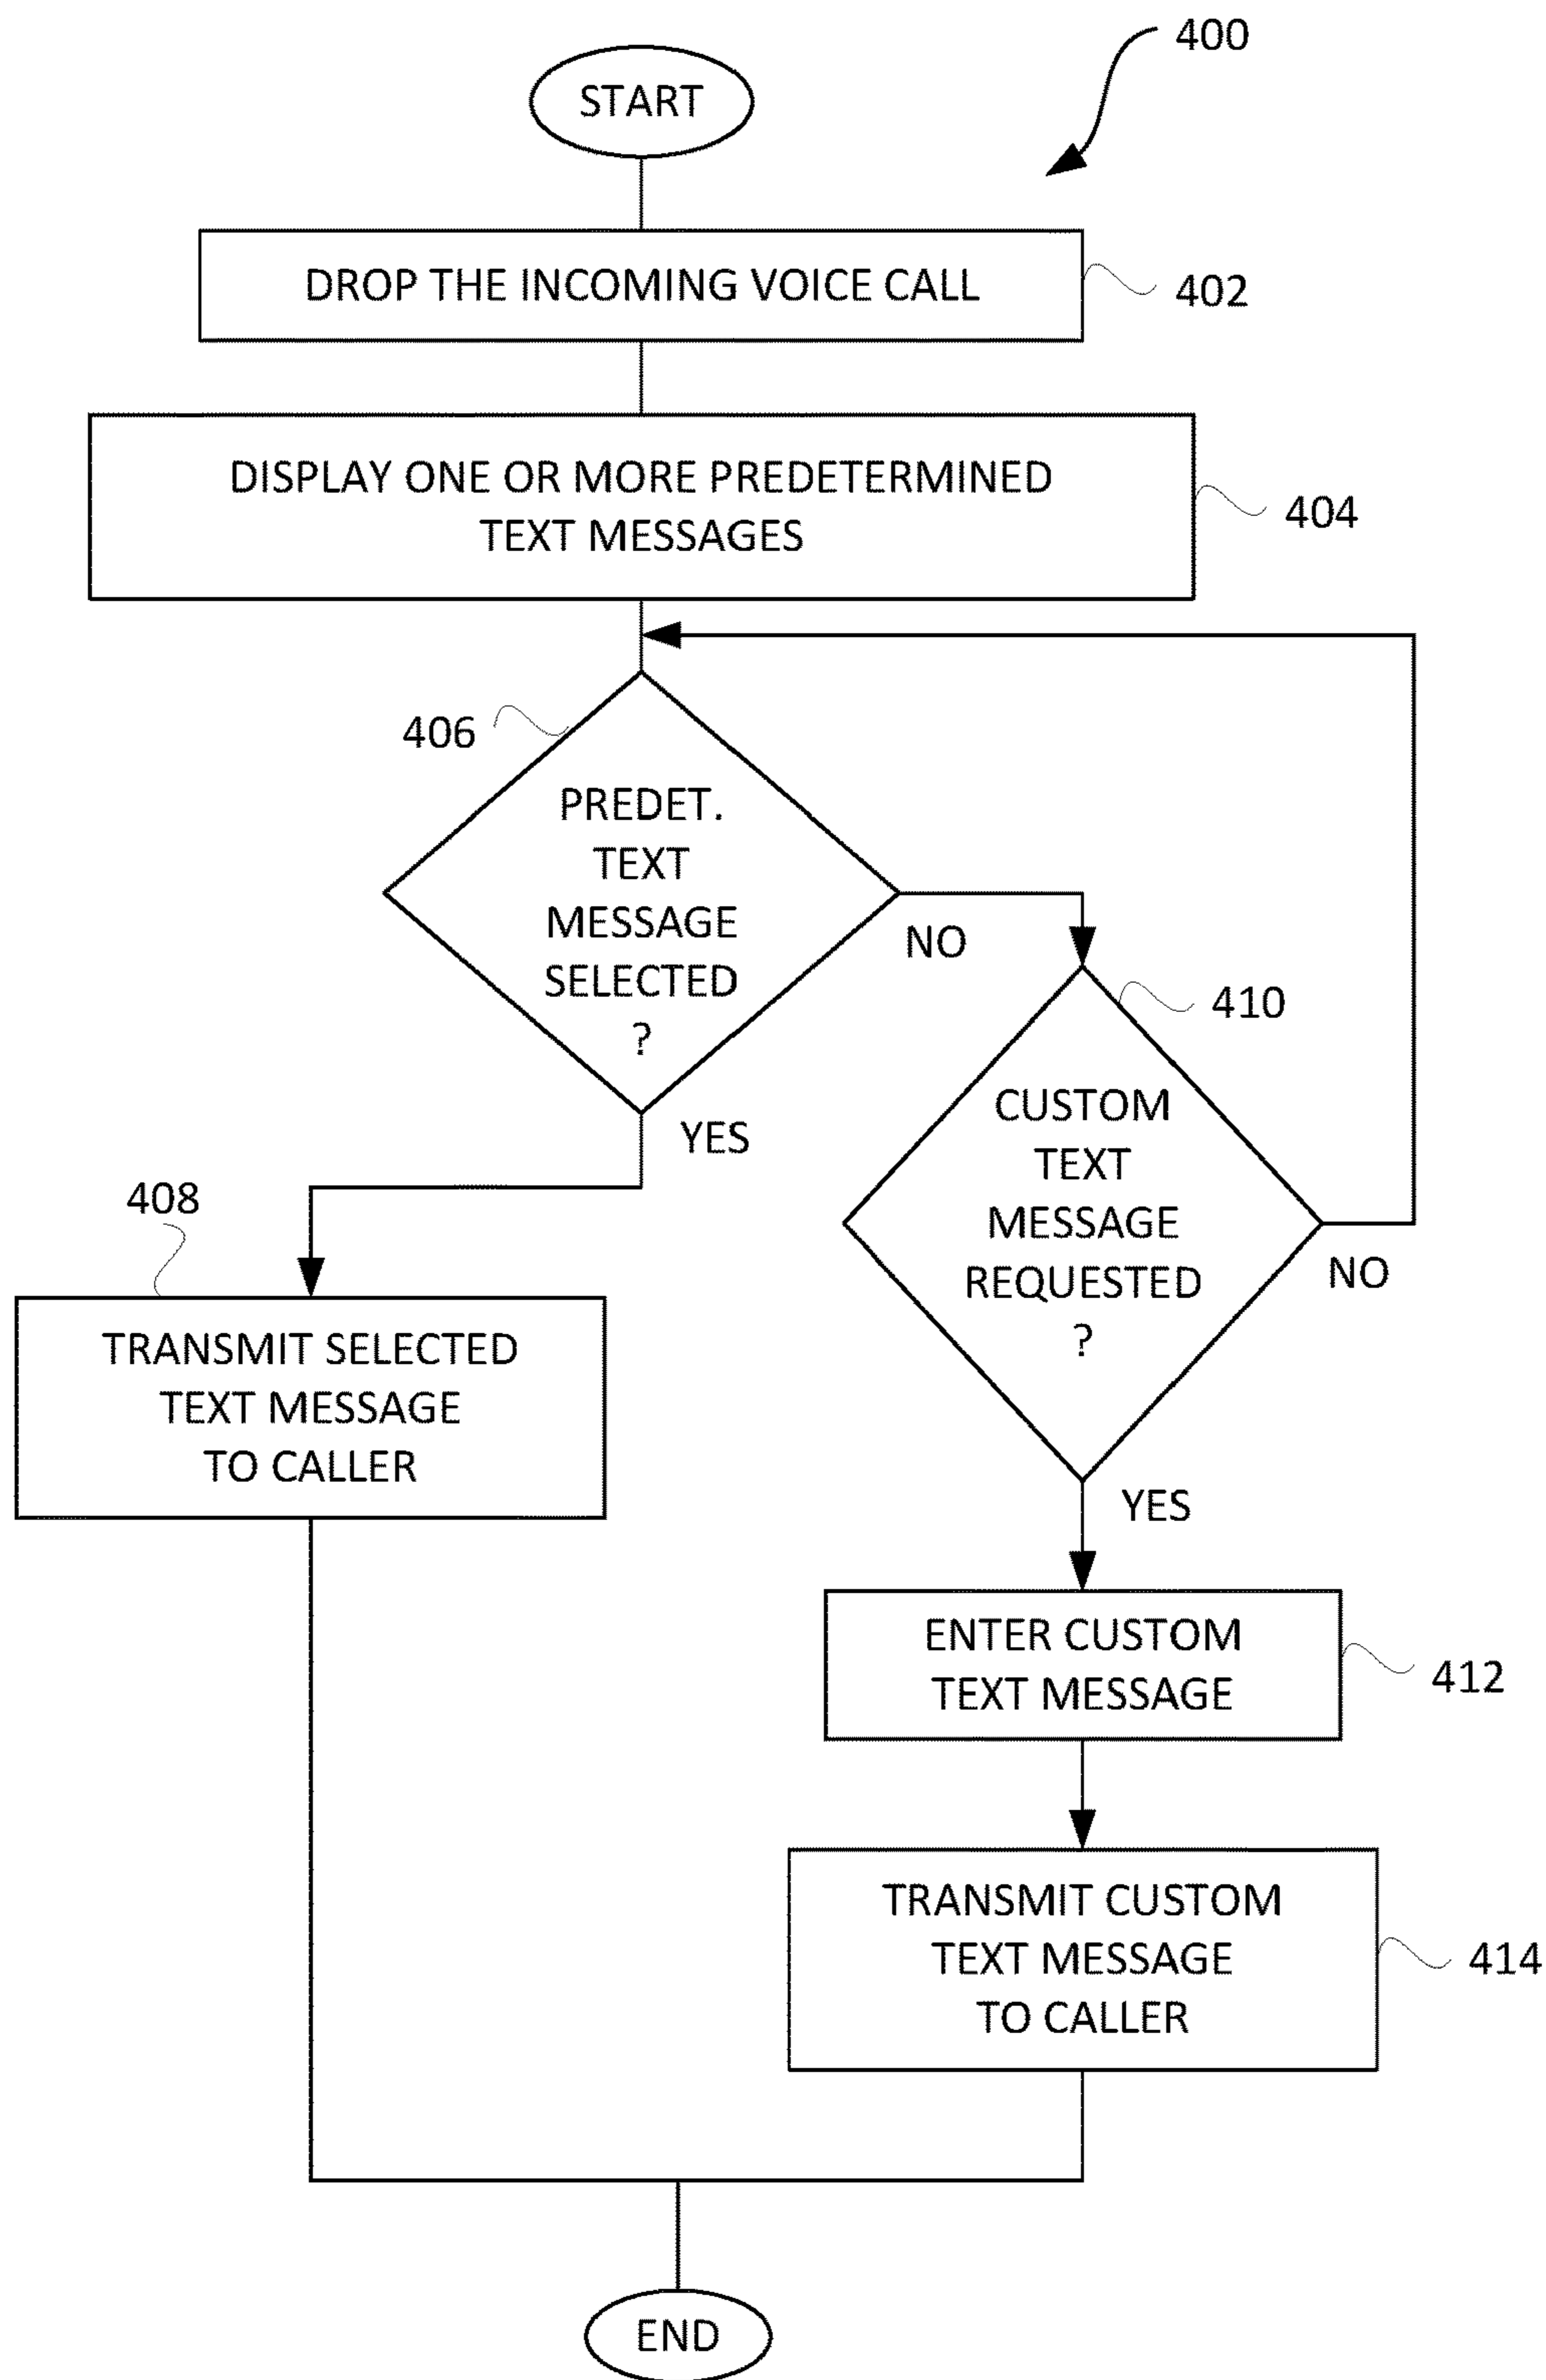 400
START
DROP THE INCOMING VOICE CALL
402
DISPLAY ONE OR MORE PREDETERMINED
TEXT MESSAGES
404
406
PREDET.
TEXT
MESSAGE
SELECTED
?
NO
YES
410
CUSTOM
TEXT
MESSAGE
REQUESTED
?
NO
YES
408
TRANSMIT SELECTED
TEXT MESSAGE
TO CALLER
ENTER CUSTOM
TEXT MESSAGE
412
TRANSMIT CUSTOM
TEXT MESSAGE
TO CALLER
414
END